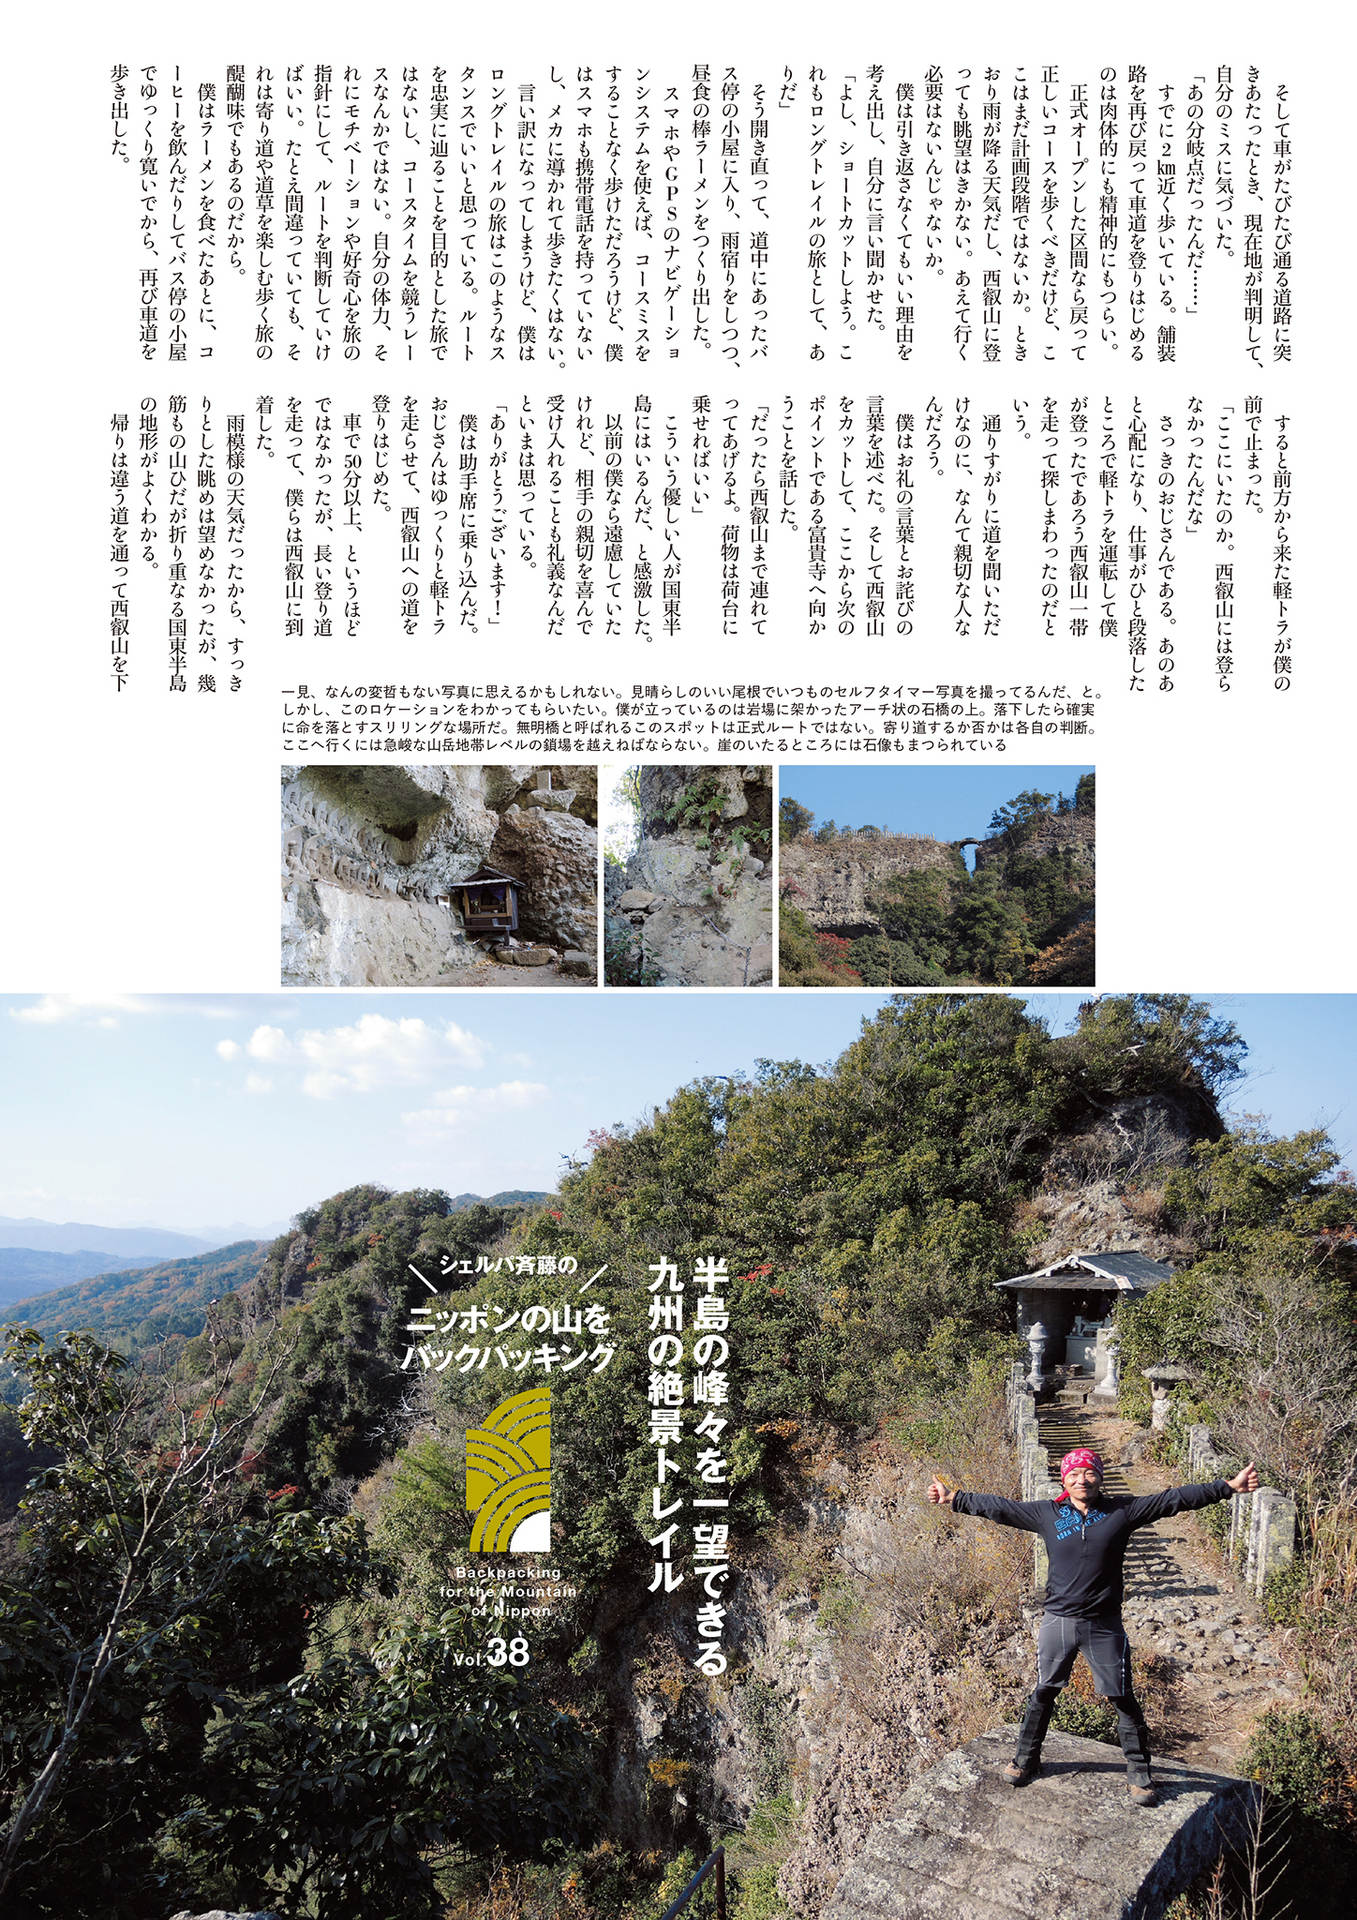 そして車がたびたび通る道路に突
きあたったとき、現在地が判明して、
自分のミスに気づいた。
「あの分岐点だったんだ……」
　すでに2㎞近く歩いている。舗装
路を再び戻って車道を登りはじめる
のは肉体的にも精神的にもつらい。
　正式オープンした区間なら戻って
正しいコースを歩くべきだけど、こ
こはまだ計画段階ではないか。とき
おり雨が降る天気だし、西叡山に登
っても眺望はきかない。あえて行く
必要はないんじゃないか。
　僕は引き返さなくてもいい理由を
考え出し、自分に言い聞かせた。
「よし、ショートカットしよう。こ
れもロングトレイルの旅として、あ
りだ」
　そう開き直って、道中にあったバ
ス停の小屋に入り、雨宿りをしつつ、
昼食の棒ラーメンをつくり出した。
　スマホやGPSのナビゲーショ
ンシステムを使えば、コースミスを
することなく歩けただろうけど、僕
はスマホも携帯電話を持っていない
し、メカに導かれて歩きたくはない。
　言い訳になってしまうけど、僕は
ロングトレイルの旅はこのようなス
タンスでいいと思っている。ルート
を忠実に辿ることを目的とした旅で
はないし、コースタイムを競うレー
スなんかではない。自分の体力、そ
れにモチベーションや好奇心を旅の
指針にして、ルートを判断していけ
ばいい。たとえ間違っていても、そ
れは寄り道や道草を楽しむ歩く旅の
醍醐味でもあるのだから。
　僕はラーメンを食べたあとに、コ
ーヒーを飲んだりしてバス停の小屋
でゆっくり寛いでから、再び車道を
歩き出した。
　すると前方から来た軽トラが僕の
前で止まった。
「ここにいたのか。西叡山には登ら
なかったんだな」
　さっきのおじさんである。あのあ
と心配になり、仕事がひと段落した
ところで軽トラを運転して僕
が登ったであろう西叡山一帯
を走って探しまわったのだと
いう。
　通りすがりに道を聞いただ
けなのに、なんて親切な人な
んだろう。
　僕はお礼の言葉とお詫びの
言葉を述べた。そして西叡山
をカットして、ここから次の
ポイントである富貴寺へ向か
うことを話した。
「だったら西叡山まで連れて
ってあげるよ。荷物は荷台に
乗せればいい」
　こういう優しい人が国東半
島にはいるんだ、と感激した。
　以前の僕なら遠慮していた
けれど、相手の親切を喜んで
受け入れることも礼義なんだ
といまは思っている。
「ありがとうございます！」
　僕は助手席に乗り込んだ。
おじさんはゆっくりと軽トラ
を走らせて、西叡山への道を
登りはじめた。
　車で50分以上、というほど
ではなかったが、長い登り道
を走って、僕らは西叡山に到
着した。
　雨模様の天気だったから、すっき
りとした眺めは望めなかったが、幾
筋もの山ひだが折り重なる国東半島
の地形がよくわかる。
　帰りは違う道を通って西叡山を下
一見、なんの変哲もない写真に思えるかもしれない。見晴らしのいい尾根でいつものセルフタイマー写真を撮ってるんだ、と。
しかし、このロケーションをわかってもらいたい。僕が立っているのは岩場に架かったアーチ状の石橋の上。落下したら確実
に命を落とすスリリングな場所だ。無明橋と呼ばれるこのスポットは正式ルートではない。寄り道するか否かは各自の判断。
ここへ行くには急峻な山岳地帯レベルの鎖場を越えねばならない。崖のいたるところには石像もまつられている
半島の峰々を一望できる
九州の絶景トレイル
シェルパ斉藤の
ニッポンの山を
バックパッキング
Backpacking
for the Mountain
of Nippon
Vol.38